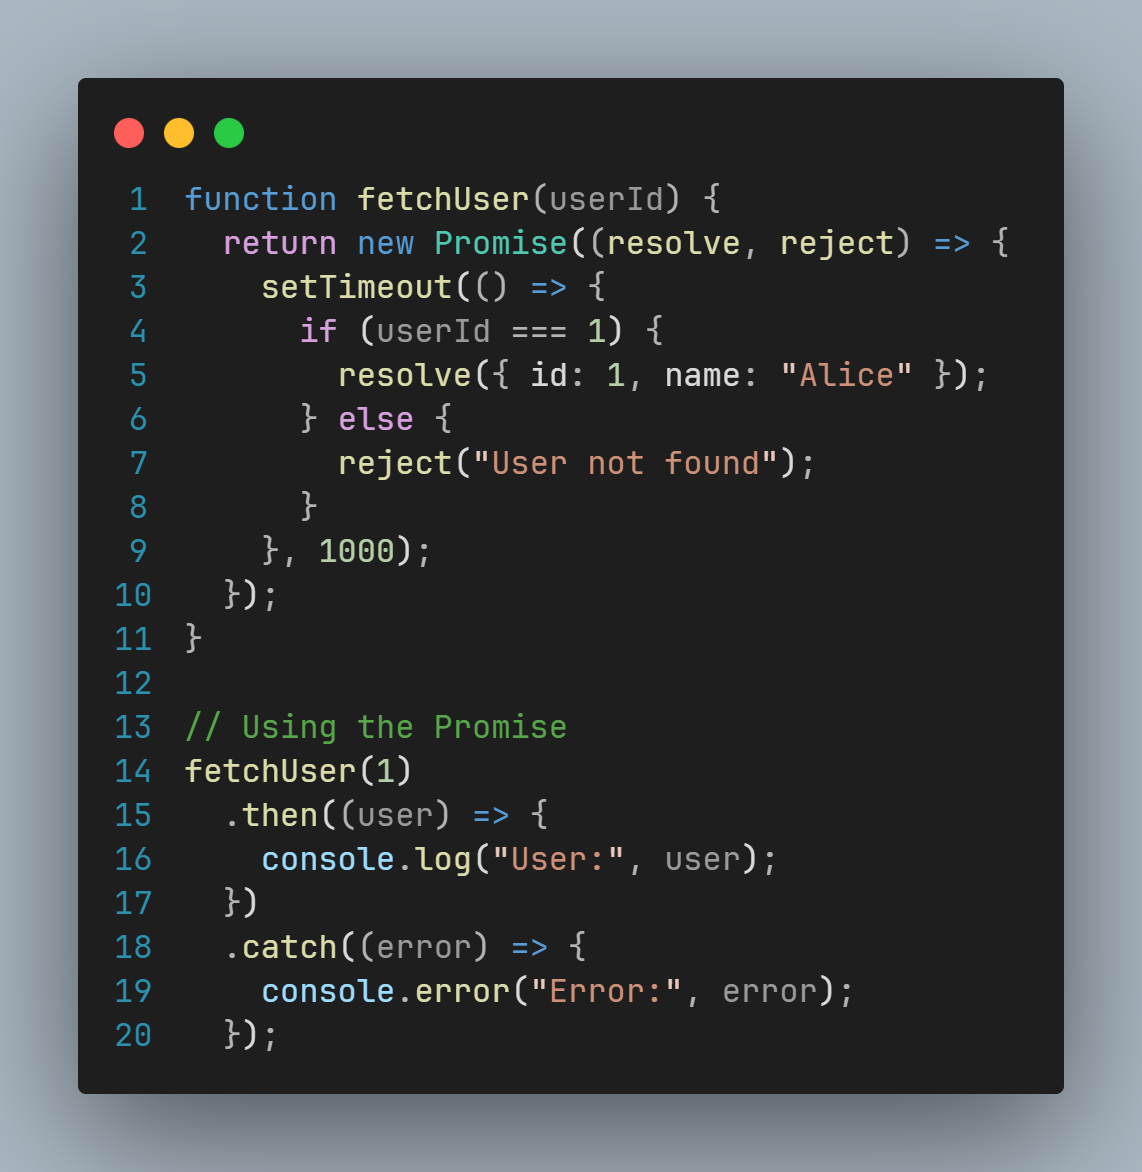 1 function fetchUser(userId) {
2   return new Promise((resolve, reject) => {
3     setTimeout(() => {
4       if (userId === 1) {
5         resolve({ id: 1, name: "Alice" });
6       } else {
7         reject("User not found");
8       }
9     }, 1000);
10   });
11 }
12
13 // Using the Promise
14 fetchUser(1)
15   .then((user) => {
16     console.log("User:", user);
17   })
18   .catch((error) => {
19     console.error("Error:", error);
20   });